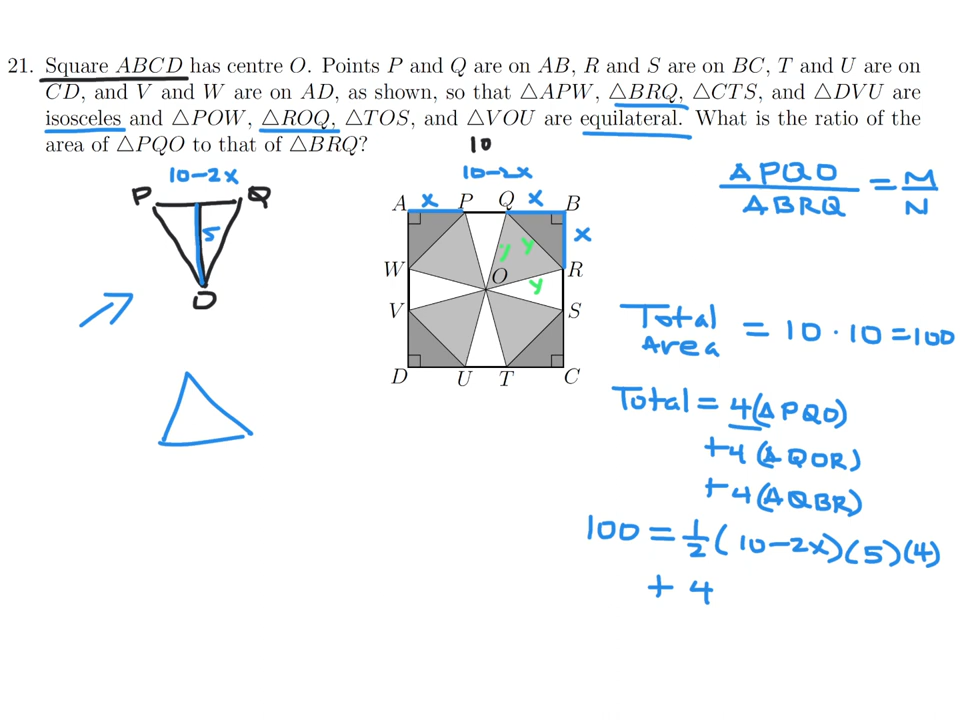 21. Square ABCD has centre O. Points P and Q are on AB, R and S are on BC, T and U are on
CD, and V and W are on AD, as shown, so that △APW, △BRQ, △CTS, and △DVU are
isosceles and △POW, △ROQ, △TOS, and △VOU are equilateral. What is the ratio of the
area of △PQO to that of △BRQ?
10
10-2x
P Q
5
O
10-2x
A x P Q x B
x
W y y R
O y
V S
D U T C
△PQO / △BRQ = M/N
Total Area = 10 · 10 = 100
Total = 4(△PQO)
+4(△QOR)
+4(△QBR)
100 = 1/2(10-2x)(5)(4)
+ 4